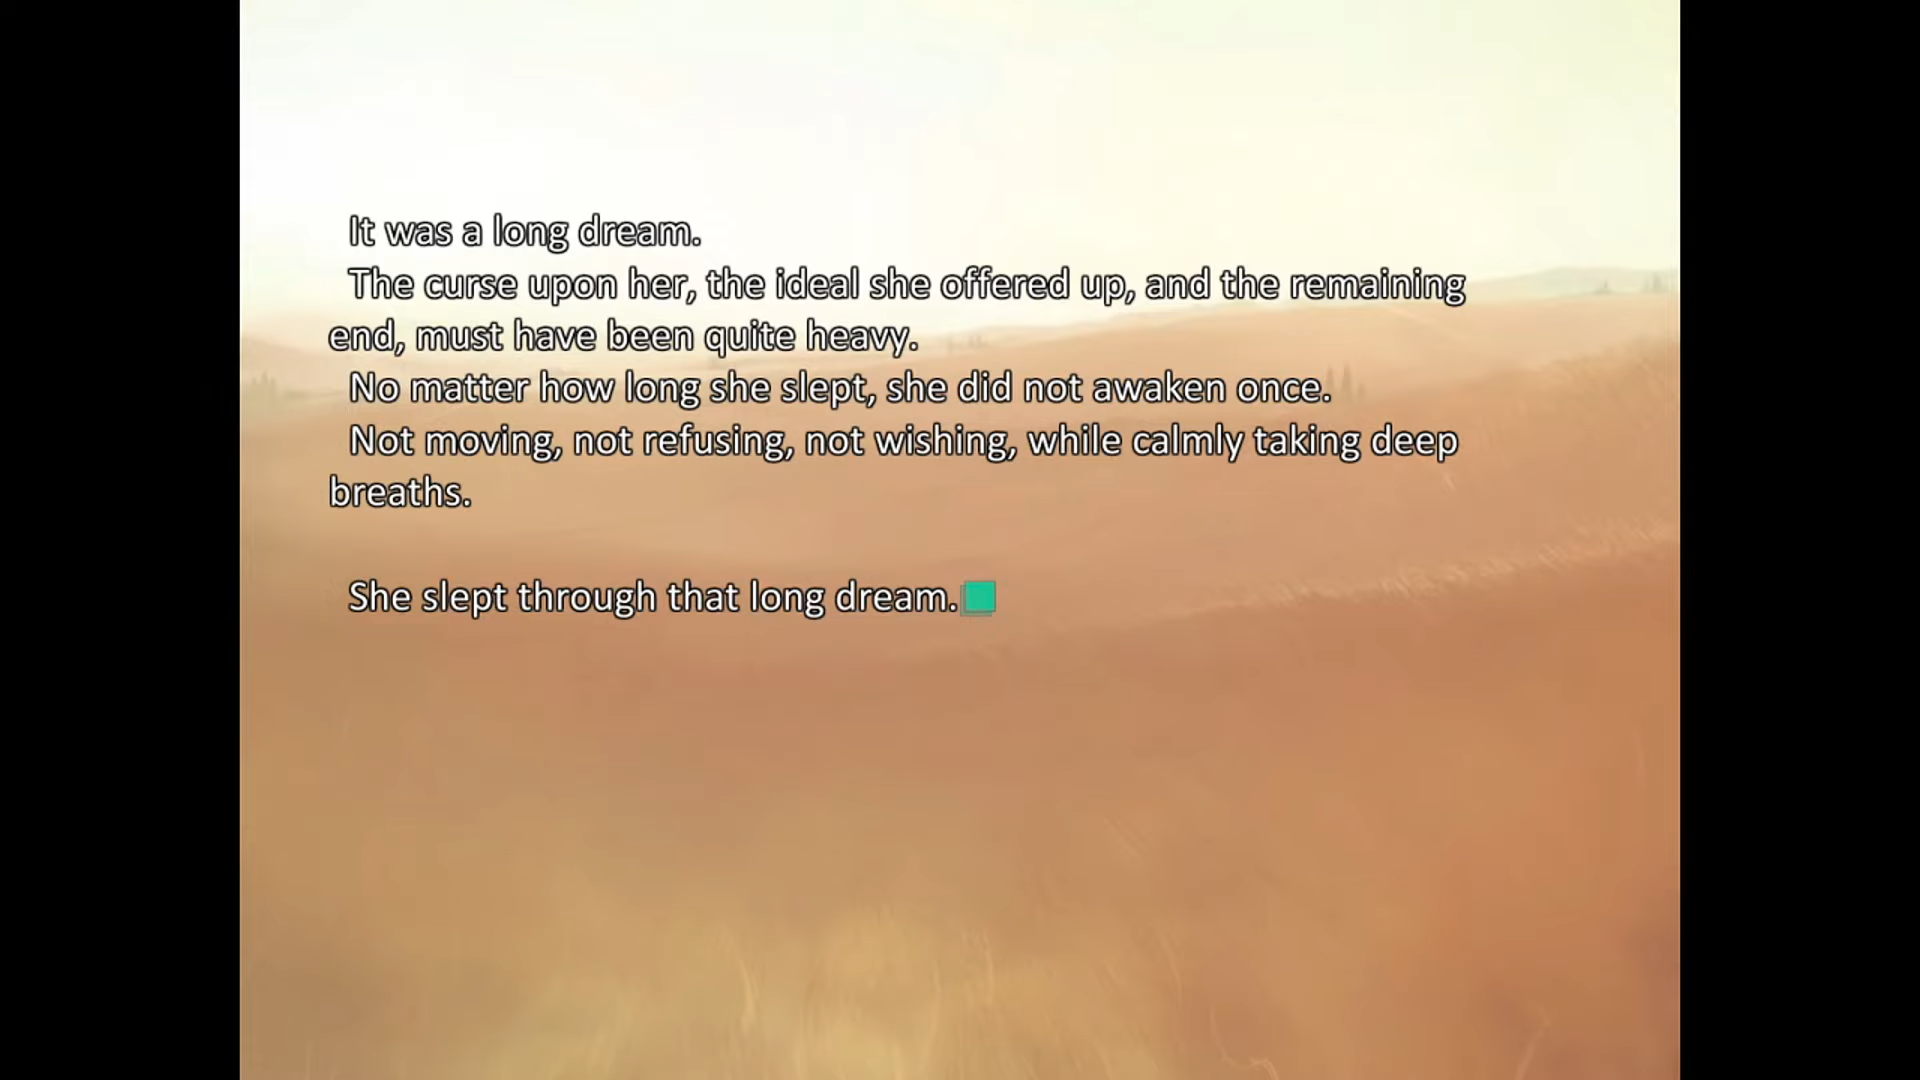 It was a long dream.
The curse upon her, the ideal she offered up, and the remaining
end, must have been quite heavy.
No matter how long she slept, she did not awaken once.
Not moving, not refusing, not wishing, while calmly taking deep
breaths.
She slept through that long dream.